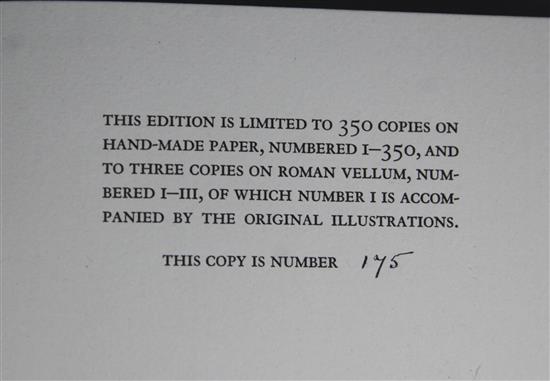 THIS EDITION IS LIMITED TO 350 COPIES ON
HAND-MADE PAPER, NUMBERED I–350, AND
TO THREE COPIES ON ROMAN VELLUM, NUM-
BERED I–III, OF WHICH NUMBER I IS ACCOM-
PANIED BY THE ORIGINAL ILLUSTRATIONS.
THIS COPY IS NUMBER 175